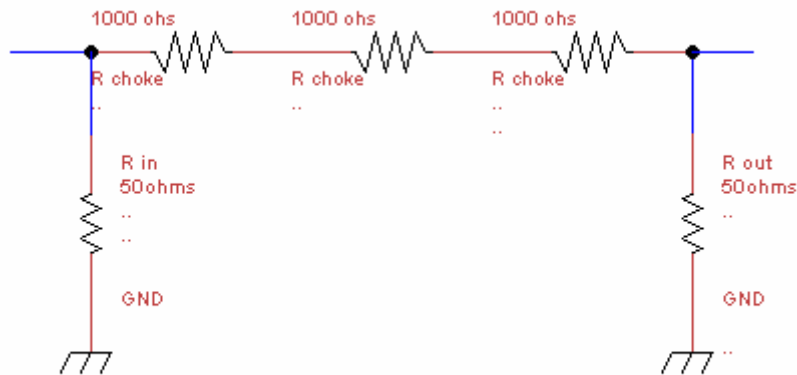 1000 ohs 1000 ohs 1000 ohs
R choke R choke R choke
.. .. ..
..
R in R out
50ohms 50ohms
.. ..
..
GND GND
..